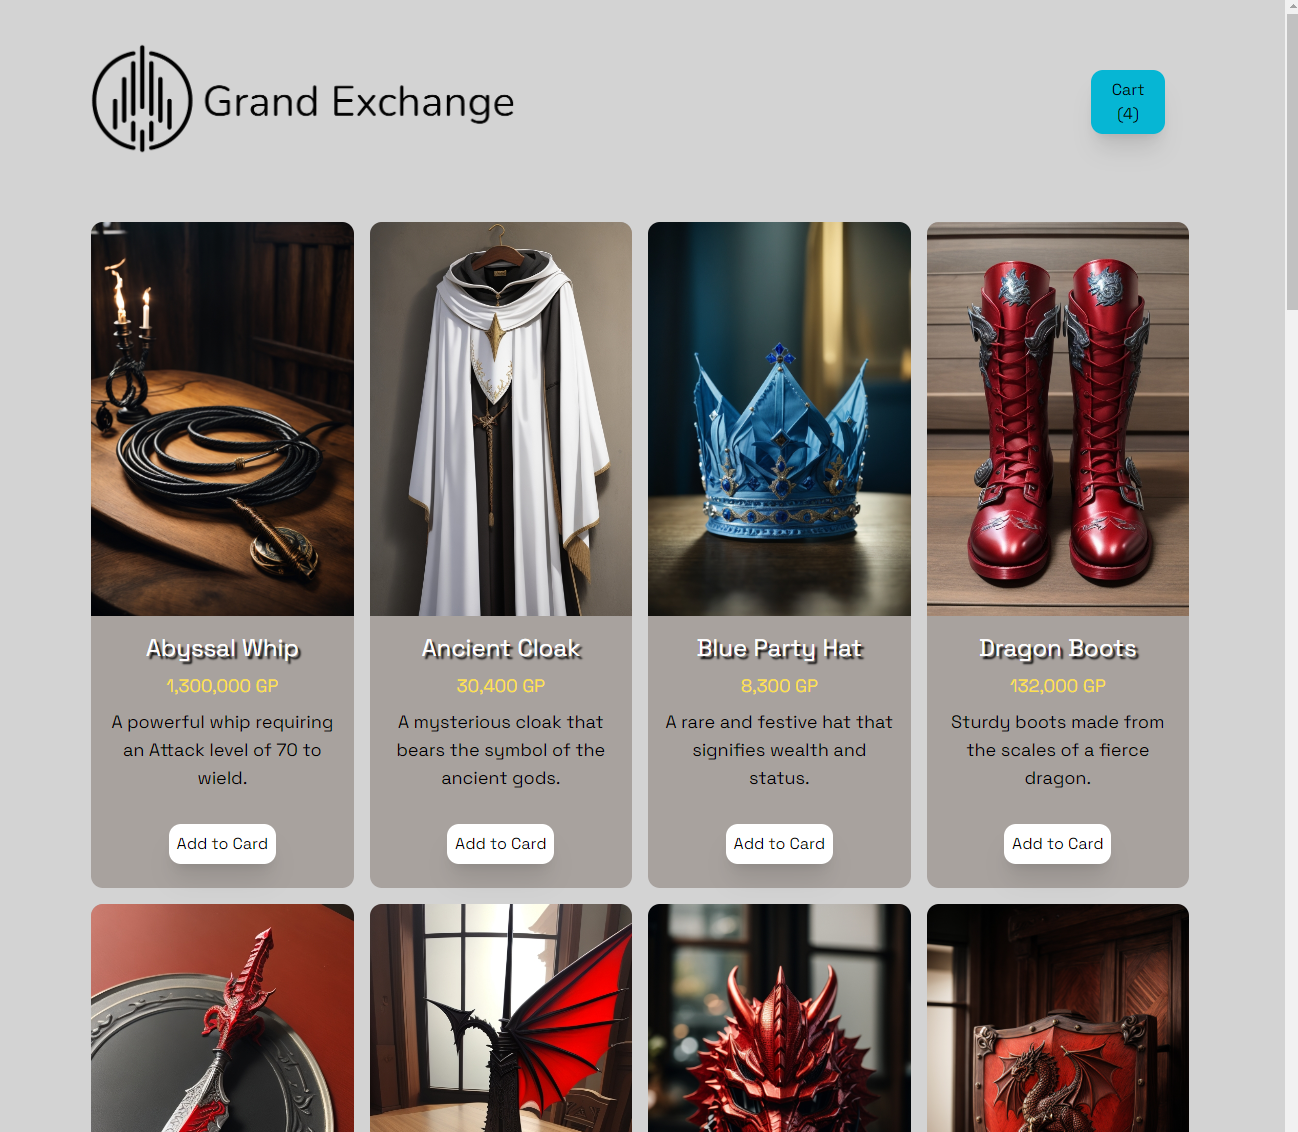 Grand Exchange
Cart
(4)
Abyssal Whip
1,300,000 GP
A powerful whip requiring
an Attack level of 70 to
wield.
Add to Card
Ancient Cloak
30,400 GP
A mysterious cloak that
bears the symbol of the
ancient gods.
Add to Card
Blue Party Hat
8,300 GP
A rare and festive hat that
signifies wealth and
status.
Add to Card
Dragon Boots
132,000 GP
Sturdy boots made from
the scales of a fierce
dragon.
Add to Card